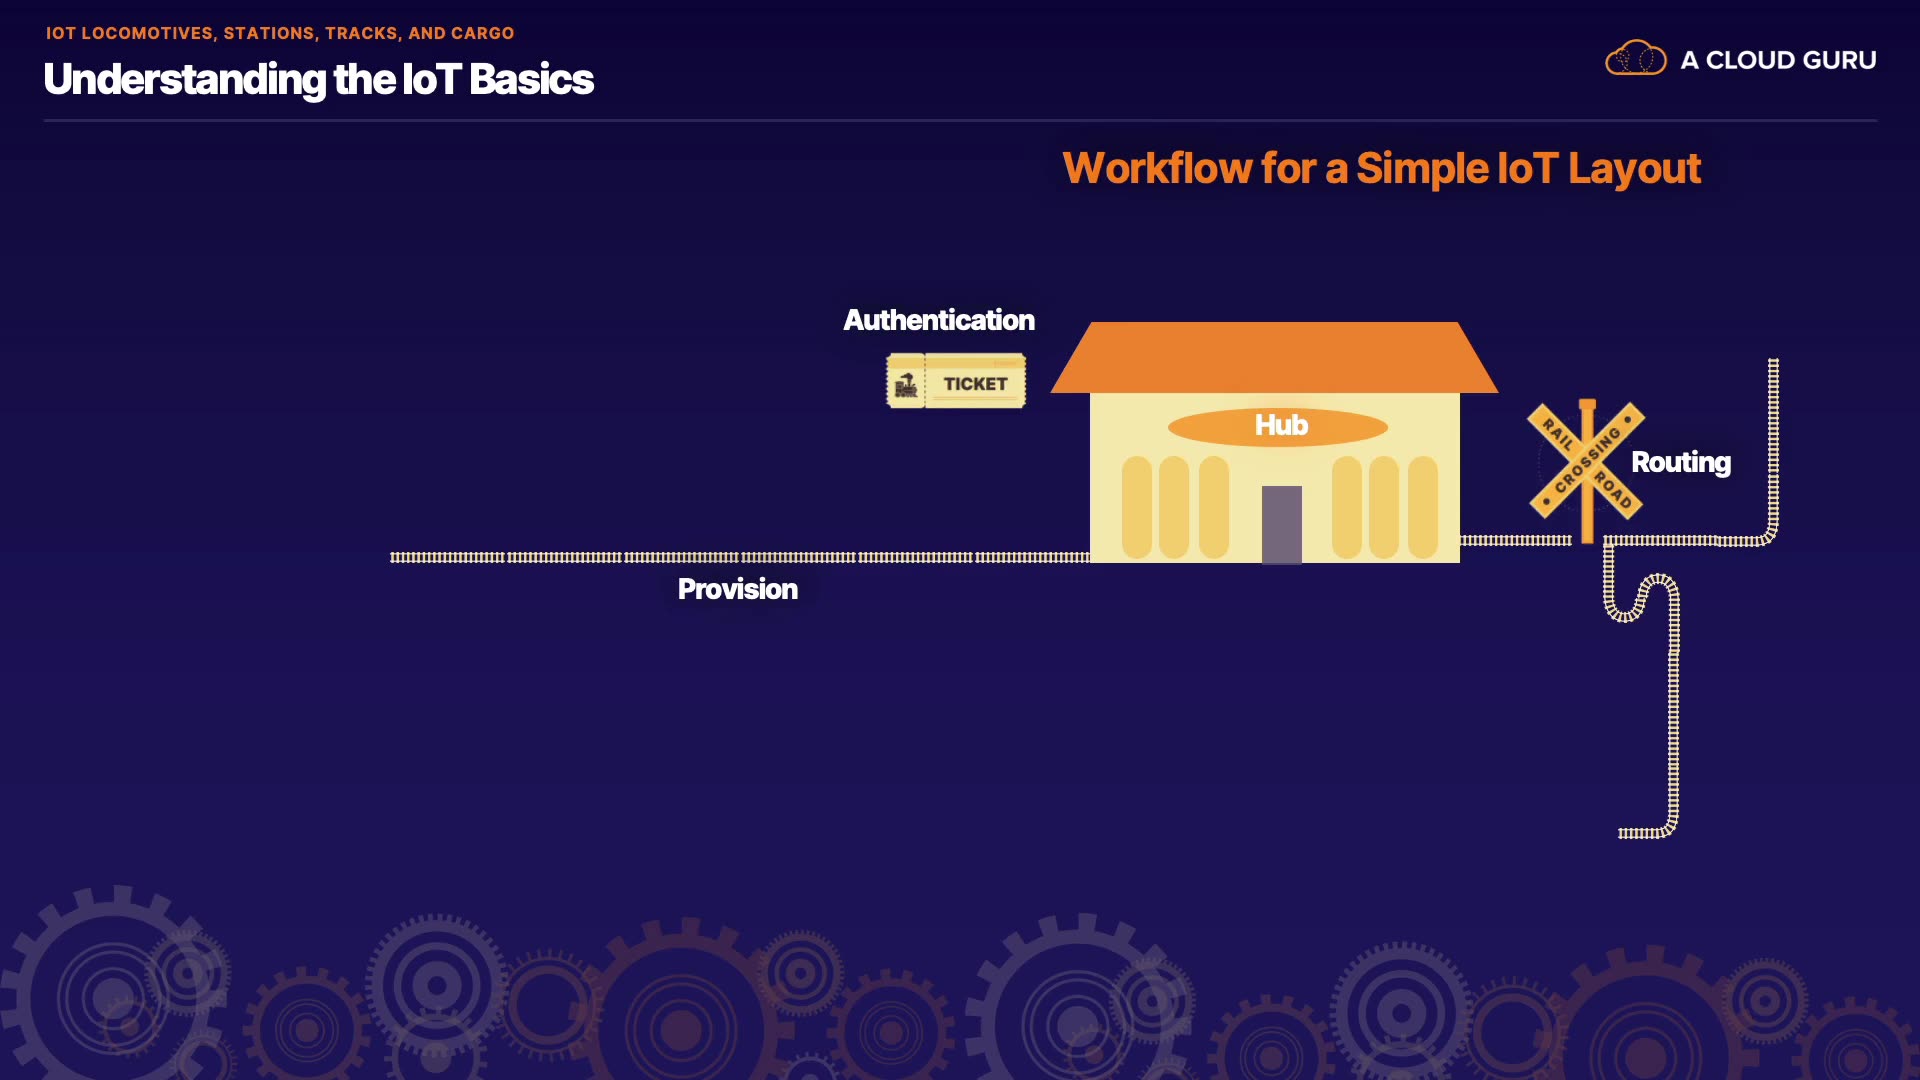 IOT LOCOMOTIVES, STATIONS, TRACKS, AND CARGO
Understanding the IoT Basics
A CLOUD GURU
Workflow for a Simple IoT Layout
Authentication
TICKET
Hub
RAIL ROAD
CROSSING
Routing
Provision